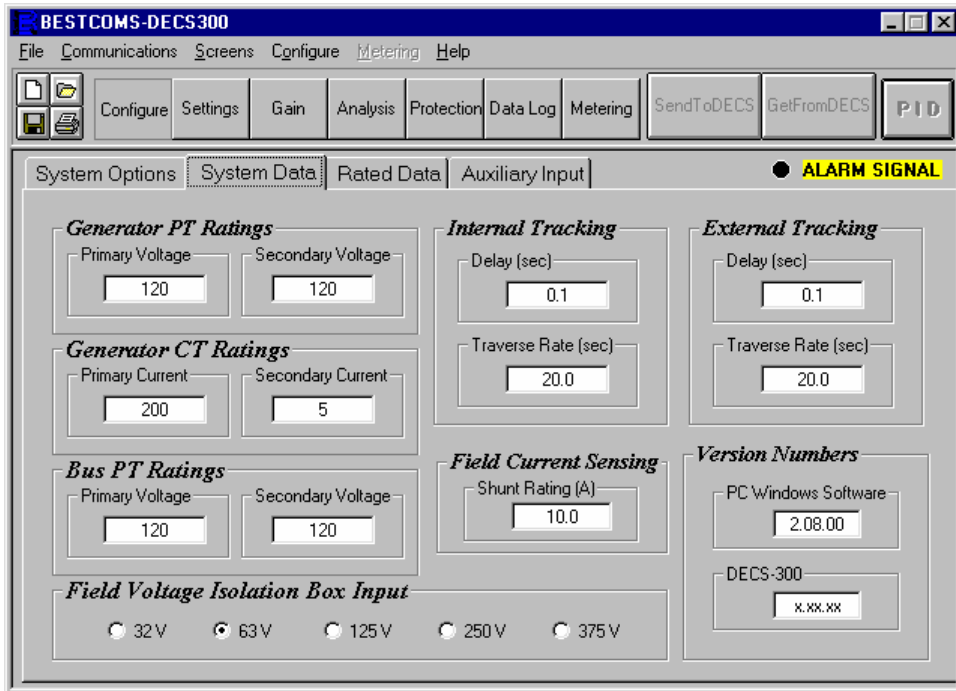 BESTCOMS-DECS300
File Communications Screens Configure Metering Help
Configure Settings Gain Analysis Protection Data Log Metering SendToDECS GetFromDECS PID
System Options System Data Rated Data Auxiliary Input ALARM SIGNAL
Generator PT Ratings
Primary Voltage Secondary Voltage
120 120
Generator CT Ratings
Primary Current Secondary Current
200 5
Bus PT Ratings
Primary Voltage Secondary Voltage
120 120
Internal Tracking
Delay (sec)
0.1
Traverse Rate (sec)
20.0
External Tracking
Delay (sec)
0.1
Traverse Rate (sec)
20.0
Field Current Sensing
Shunt Rating (A)
10.0
Version Numbers
PC Windows Software
2.08.00
DECS-300
x.xx.xx
Field Voltage Isolation Box Input
32 V 63 V 125 V 250 V 375 V